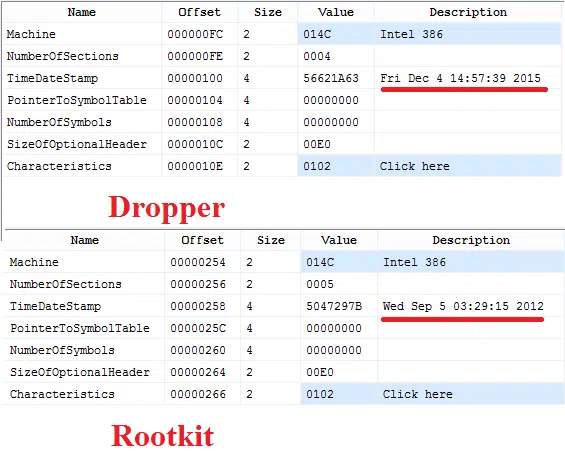 Name Offset Size Value Description
Machine 000000FC 2 014C Intel 386
NumberOfSections 000000FE 2 0004
TimeDateStamp 00000100 4 56621A63 Fri Dec 4 14:57:39 2015
PointerToSymbolTable 00000104 4 00000000
NumberOfSymbols 00000108 4 00000000
SizeOfOptionalHeader 0000010C 2 00E0
Characteristics 0000010E 2 0102 Click here
Dropper
Name Offset Size Value Description
Machine 00000254 2 014C Intel 386
NumberOfSections 00000256 2 0005
TimeDateStamp 00000258 4 5047297B Wed Sep 5 03:29:15 2012
PointerToSymbolTable 0000025C 4 00000000
NumberOfSymbols 00000260 4 00000000
SizeOfOptionalHeader 00000264 2 00E0
Characteristics 00000266 2 0102 Click here
Rootkit